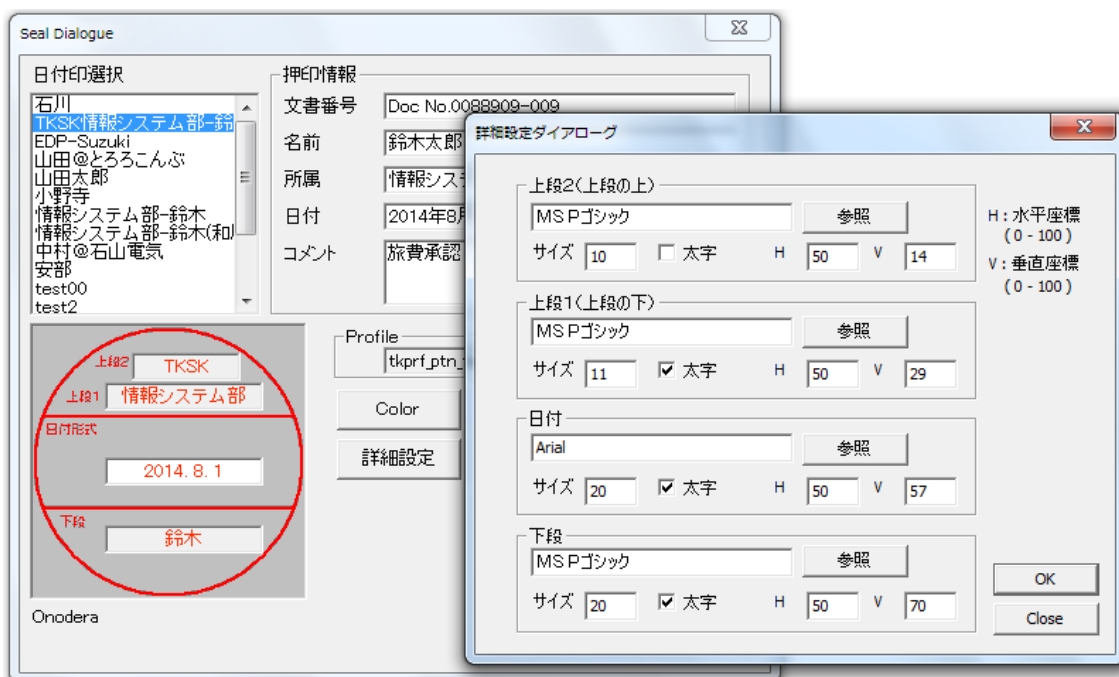 Seal Dialogue
日付印選択
石川
TKSK情報システム部-鈴
EDP-Suzuki
山田@とろろこんぶ
山田太郎
小野寺
情報システム部-鈴木
情報システム部-鈴木(和
中村@石山電気
安部
test00
test2
押印情報
文書番号 Doc No.0088909-009
名前 鈴木太郎
所属 情報シス
日付 2014年8
コメント 旅費承認
上段2 TKSK
上段1 情報システム部
日付形式
2014. 8. 1
下段
鈴木
Onodera
Profile
tkprf_ptn_
Color
詳細設定
詳細設定ダイアローグ
上段2(上段の上)
MS Pゴシック 参照
サイズ 10 太字 H 50 V 14
上段1(上段の下)
MS Pゴシック 参照
サイズ 11 太字 H 50 V 29
日付
Arial 参照
サイズ 20 太字 H 50 V 57
下段
MS Pゴシック 参照
サイズ 20 太字 H 50 V 70
H : 水平座標
( 0 - 100 )
V : 垂直座標
( 0 - 100 )
OK
Close